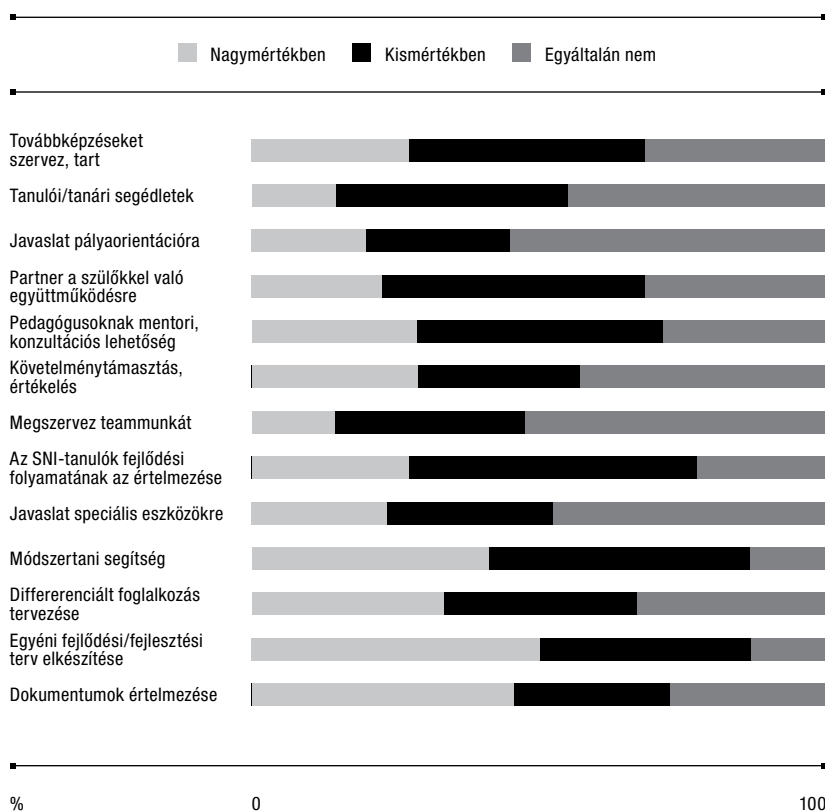 Nagymértékben Kismértékben Egyáltalán nem
Továbbképzéseket
szervez, tart
Tanulói/tanári segédletek
Javaslat pályaorientációra
Partner a szülőkkel való
együttműködésre
Pedagógusoknak mentori,
konzultációs lehetőség
Követelménytámasztás,
értékelés
Megszervez teammunkát
Az SNI-tanulók fejlődési
folyamatának az értelmezése
Javaslat speciális eszközökre
Módszertani segítség
Differerenciált foglalkozás
tervezése
Egyéni fejlődési/fejlesztési
terv elkészítése
Dokumentumok értelmezése
% 0 100